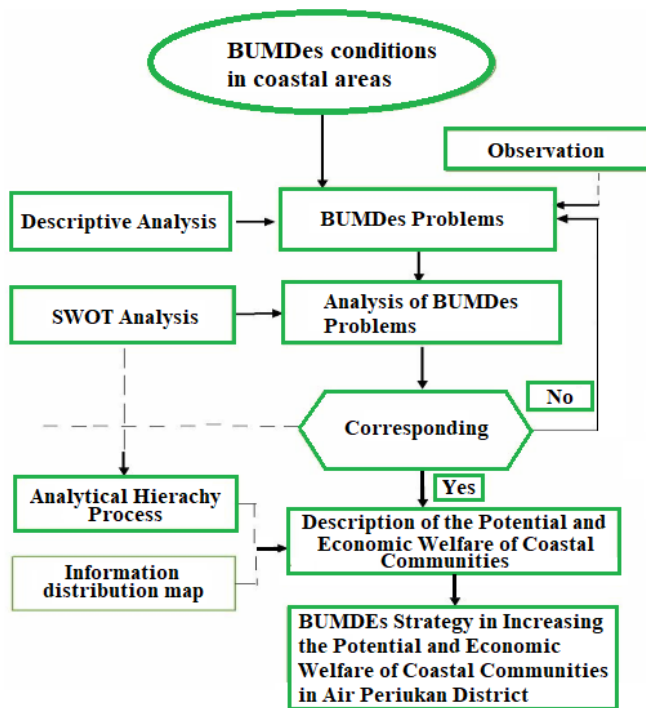 BUMDes conditions
in coastal areas
Observation
Descriptive Analysis
BUMDes Problems
SWOT Analysis
Analysis of BUMDes
Problems
No
Corresponding
Yes
Analytical Hierachy
Process
Description of the Potential and
Economic Welfare of Coastal
Communities
Information
distribution map
BUMDEs Strategy in Increasing
the Potential and Economic
Welfare of Coastal Communities
in Air Periukan District